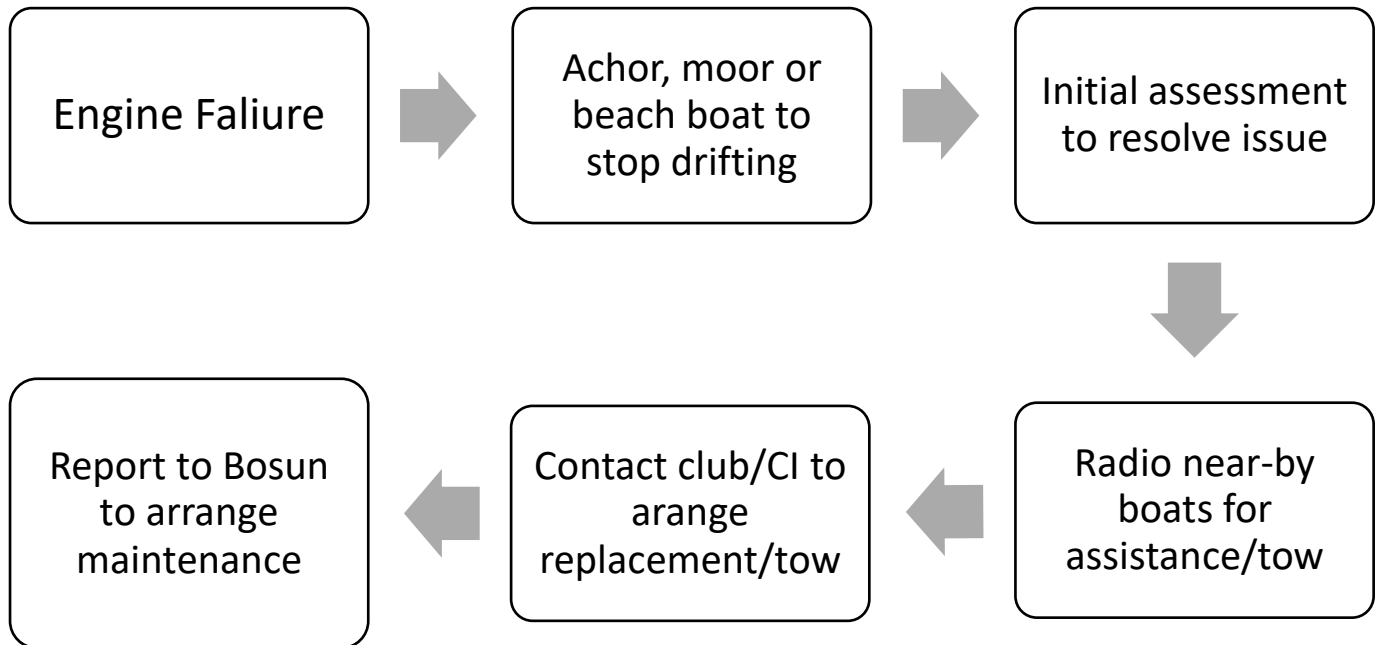 Engine Faliure
Achor, moor or
beach boat to
stop drifting
Initial assessment
to resolve issue
Radio near-by
boats for
assistance/tow
Contact club/CI to
arange
replacement/tow
Report to Bosun
to arrange
maintenance